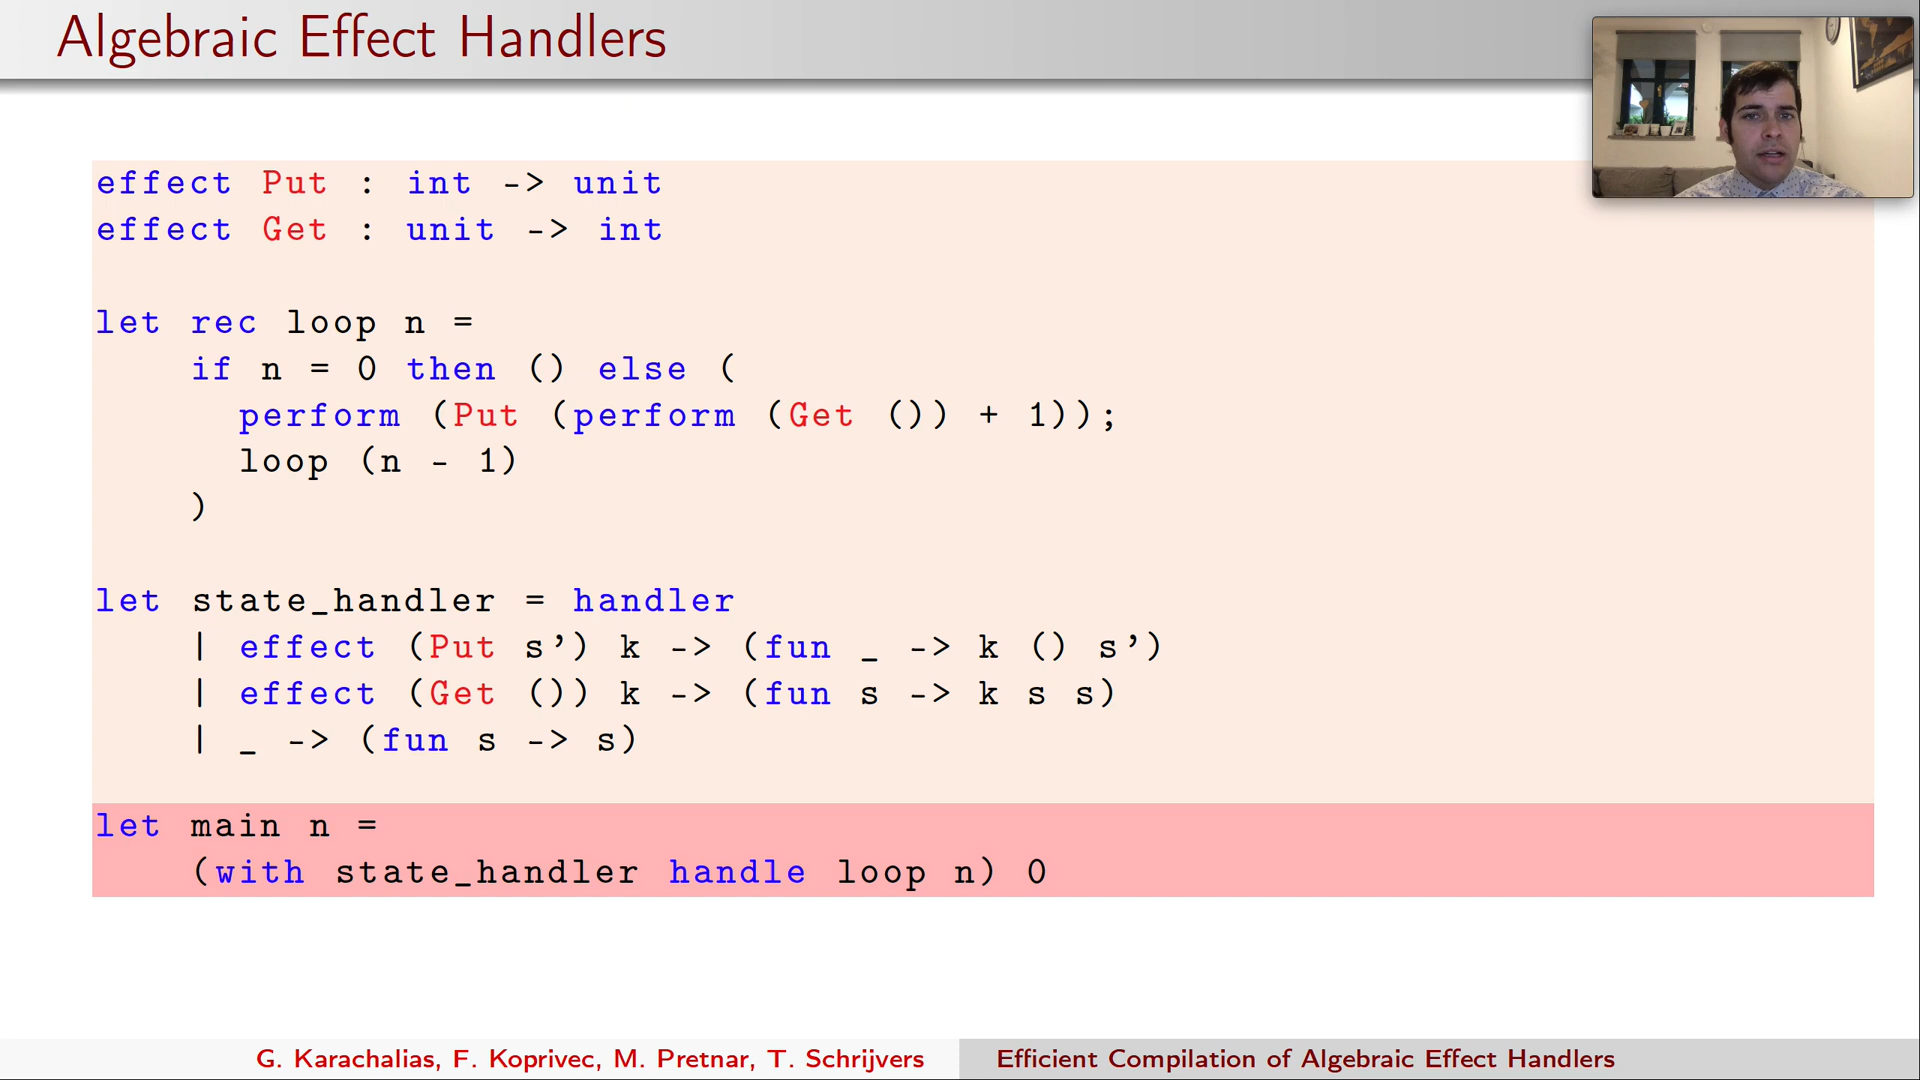 Algebraic Effect Handlers
effect Put : int -> unit
effect Get : unit -> int
let rec loop n =
if n = 0 then () else (
perform (Put (perform (Get ()) + 1));
loop (n - 1)
)
let state_handler = handler
| effect (Put s’) k -> (fun _ -> k () s’)
| effect (Get ()) k -> (fun s -> k s s)
| _ -> (fun s -> s)
let main n =
(with state_handler handle loop n) 0
G. Karachalias, F. Koprivec, M. Pretnar, T. Schrijvers
Efficient Compilation of Algebraic Effect Handlers